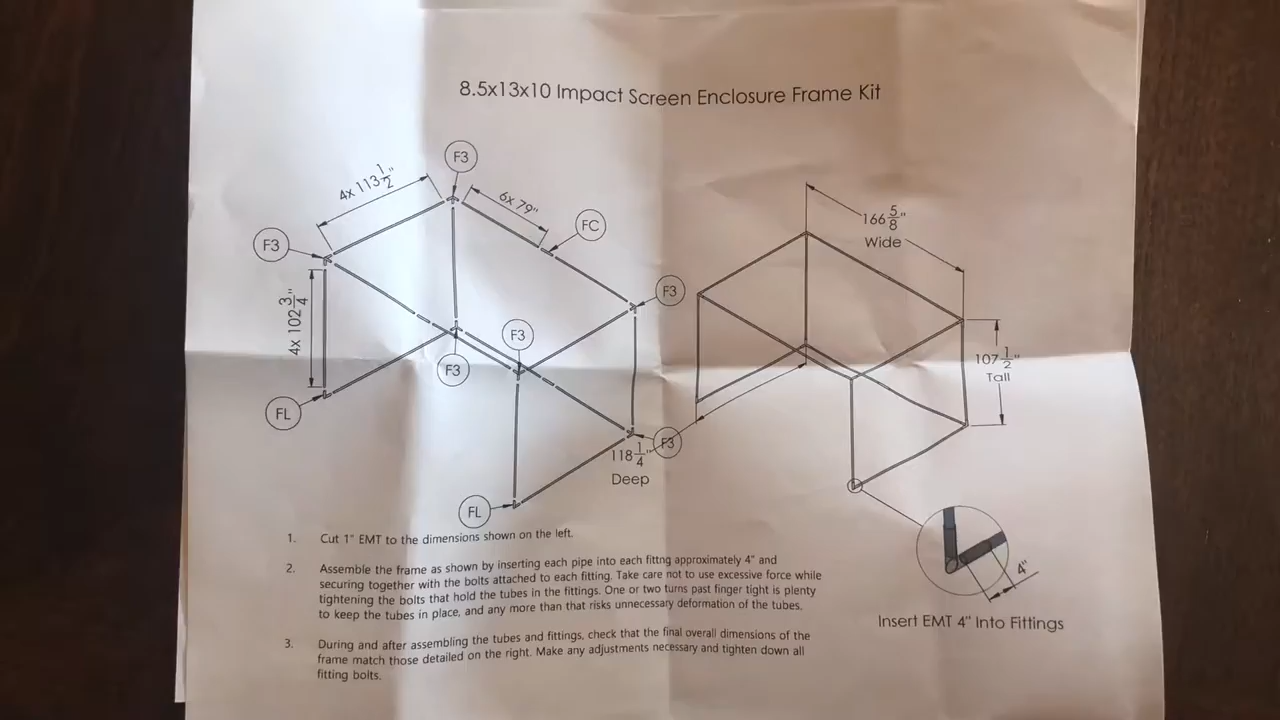 8.5x13x10 Impact Screen Enclosure Frame Kit
F3
4x 113 1/2"
6x 79"
FC
F3
4x 102 3/4"
F3
F3
F3
FL
F3
FL
118 1/4"
Deep
166 5/8"
Wide
107 1/2"
Tall
4"
Insert EMT 4" Into Fittings
1. Cut 1" EMT to the dimensions shown on the left.
2. Assemble the frame as shown by inserting each pipe into each fittng approximately 4" and
securing together with the bolts attached to each fitting. Take care not to use excessive force while
tightening the bolts that hold the tubes in the fittings. One or two turns past finger tight is plenty
to keep the tubes in place, and any more than that risks unnecessary deformation of the tubes.
3. During and after assembling the tubes and fittings, check that the final overall dimensions of the
frame match those detailed on the right. Make any adjustments necessary and tighten down all
fitting bolts.